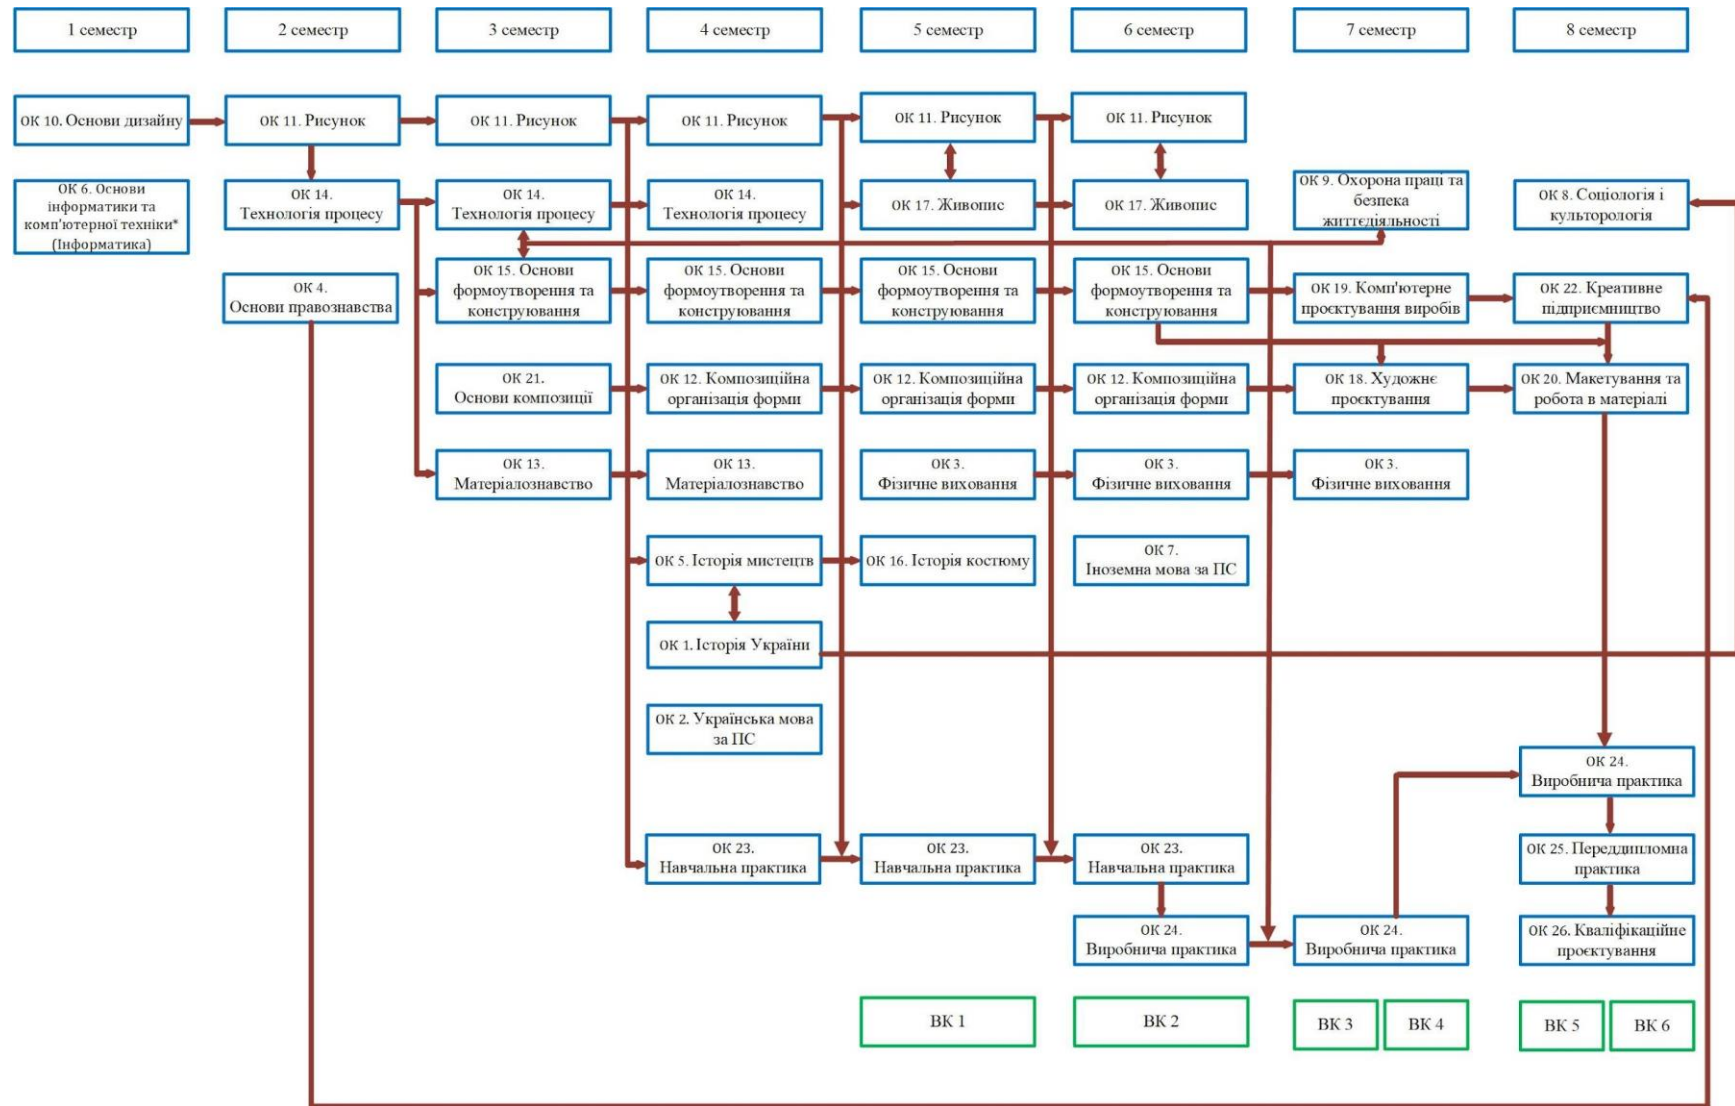 1 семестр
2 семестр
3 семестр
4 семестр
5 семестр
6 семестр
7 семестр
8 семестр
ОК 10. Основи дизайну
ОК 11. Рисунок
ОК 11. Рисунок
ОК 11. Рисунок
ОК 11. Рисунок
ОК 11. Рисунок
ОК 6. Основи
інформатики та
комп'ютерної техніки*
(Інформатика)
ОК 14.
Технологія процесу
ОК 14.
Технологія процесу
ОК 14.
Технологія процесу
ОК 17. Живопис
ОК 17. Живопис
ОК 9. Охорона праці та
безпека
життєдіяльності
ОК 8. Соціологія і
культорологія
ОК 4.
Основи правознавства
ОК 15. Основи
формоутворення та
конструювання
ОК 15. Основи
формоутворення та
конструювання
ОК 15. Основи
формоутворення та
конструювання
ОК 15. Основи
формоутворення та
конструювання
ОК 19. Комп'ютерне
проєктування виробів
ОК 22. Креативне
підприємництво
ОК 21.
Основи композиції
ОК 12. Композиційна
організація форми
ОК 12. Композиційна
організація форми
ОК 12. Композиційна
організація форми
ОК 18. Художнє
проєктування
ОК 20. Макетування та
робота в матеріалі
ОК 13.
Матеріалознавство
ОК 13.
Матеріалознавство
ОК 3.
Фізичне виховання
ОК 3.
Фізичне виховання
ОК 3.
Фізичне виховання
ОК 5. Історія мистецтв
ОК 16. Історія костюму
ОК 7.
Іноземна мова за ПС
ОК 1. Історія України
ОК 2. Українська мова
за ПС
ОК 24.
Виробнича практика
ОК 23.
Навчальна практика
ОК 23.
Навчальна практика
ОК 23.
Навчальна практика
ОК 25. Переддипломна
практика
ОК 24.
Виробнича практика
ОК 24.
Виробнича практика
ОК 26. Кваліфікаційне
проєктування
ВК 1
ВК 2
ВК 3
ВК 4
ВК 5
ВК 6